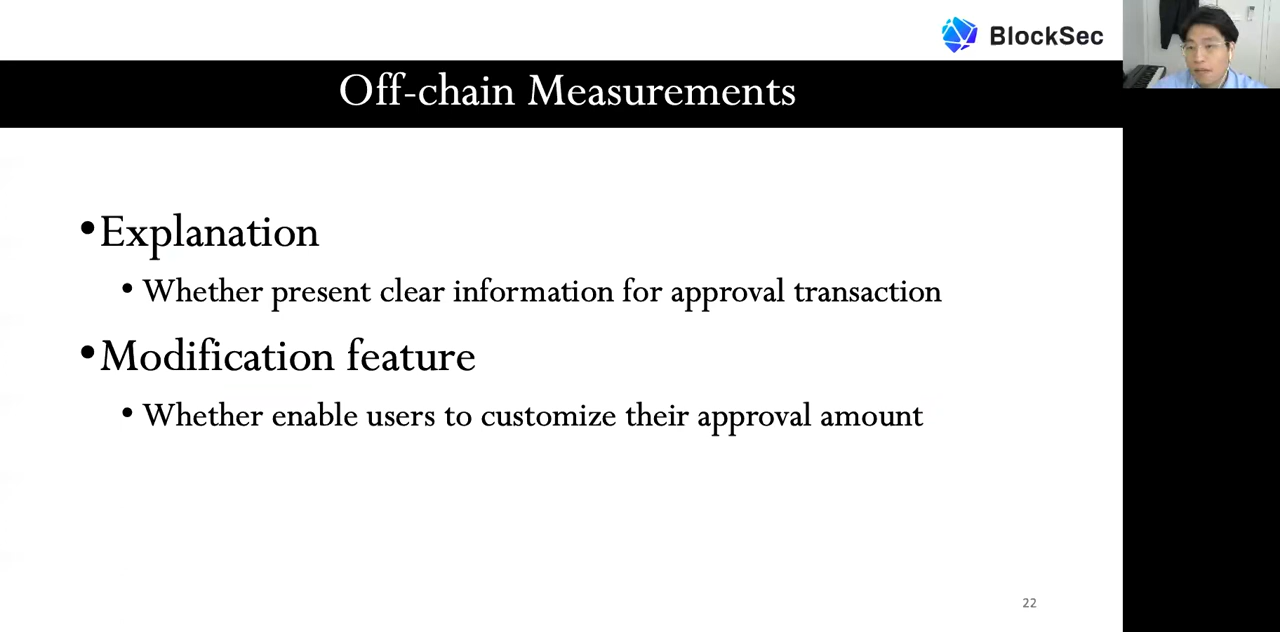 BlockSec
Off-chain Measurements
•Explanation
• Whether present clear information for approval transaction
•Modification feature
• Whether enable users to customize their approval amount
22